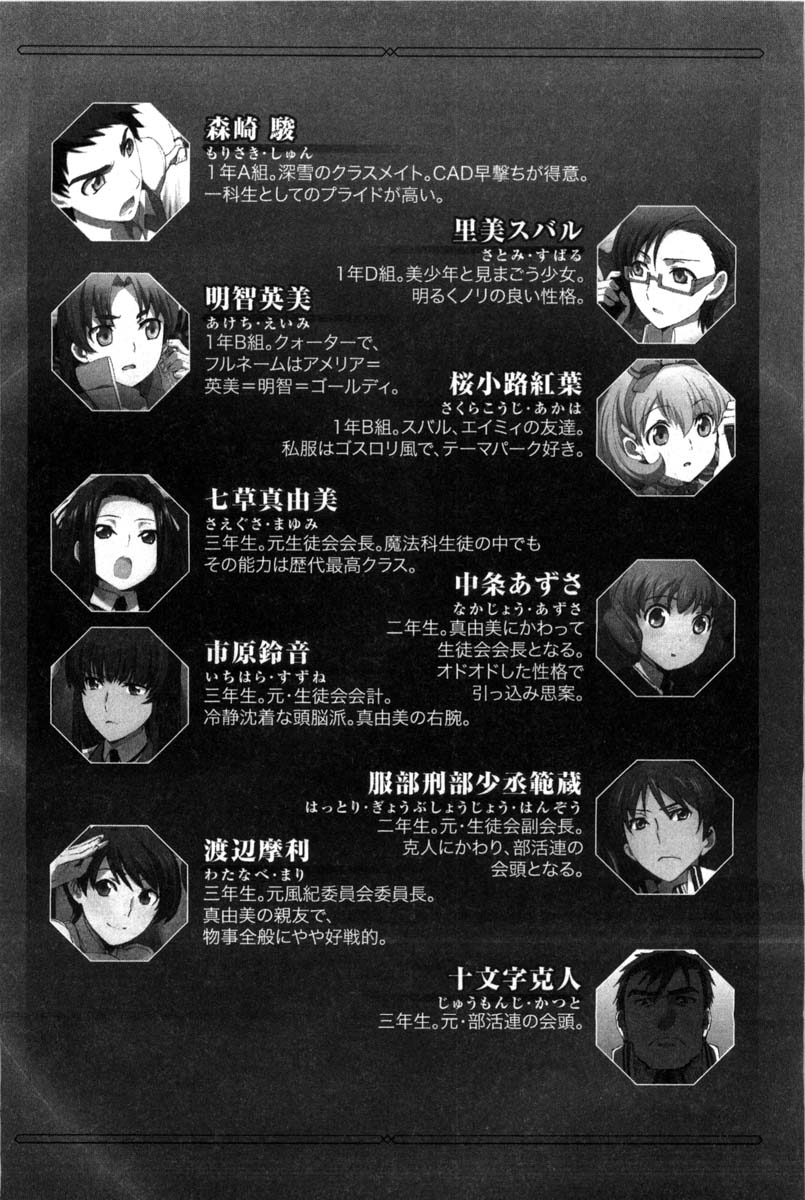 森崎 駿
もりさき・しゅん
1年A組。深雪のクラスメイト。CAD早撃ちが得意。
一科生としてのプライドが高い。
里美スバル
さとみ・すばる
1年D組。美少年と見まごう少女。
明るくノリの良い性格。
明智英美
あけち・えいみ
1年B組。クォーターで、
フルネームはアメリア＝
英美＝明智＝ゴールディ。
桜小路紅葉
さくらこうじ・あかは
1年B組。スバル、エイミィの友達。
私服はゴスロリ風で、テーマパーク好き。
七草真由美
さえぐさ・まゆみ
三年生。元生徒会会長。魔法科生徒の中でも
その能力は歴代最高クラス。
中条あずさ
なかじょう・あずさ
二年生。真由美にかわって
生徒会会長となる。
オドオドした性格で
引っ込み思案。
市原鈴音
いちはら・すずね
三年生。元・生徒会会計。
冷静沈着な頭脳派。真由美の右腕。
服部刑部少丞範蔵
はっとり・ぎょうぶしょうじょう・はんぞう
二年生。元・生徒会副会長。
克人にかわり、部活連の
会頭となる。
渡辺摩利
わたなべ・まり
三年生。元風紀委員会委員長。
真由美の親友で、
物事全般にやや好戦的。
十文字克人
じゅうもんじ・かつと
三年生。元・部活連の会頭。